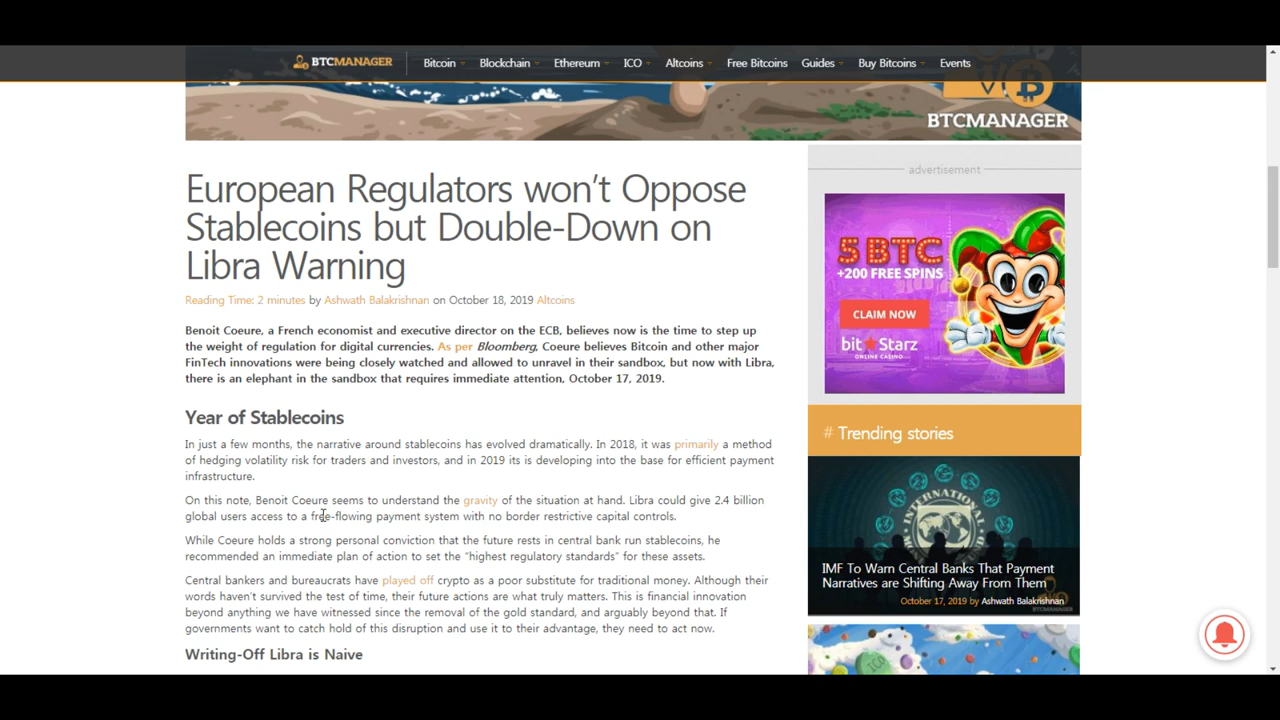 BTCMANAGER
Bitcoin
Blockchain
Ethereum
ICO
Altcoins
Free Bitcoins
Guides
Buy Bitcoins
Events
BTCMANAGER
European Regulators won't Oppose
Stablecoins but Double-Down on
Libra Warning
Reading Time: 2 minutes by Ashwath Balakrishnan on October 18, 2019 Altcoins
Benoit Coeure, a French economist and executive director on the ECB, believes now is the time to step up
the weight of regulation for digital currencies. As per Bloomberg, Coeure believes Bitcoin and other major
FinTech innovations were being closely watched and allowed to unravel in their sandbox, but now with Libra,
there is an elephant in the sandbox that requires immediate attention, October 17, 2019.
Year of Stablecoins
In just a few months, the narrative around stablecoins has evolved dramatically. In 2018, it was primarily a method
of hedging volatility risk for traders and investors, and in 2019 its is developing into the base for efficient payment
infrastructure.
On this note, Benoit Coeure seems to understand the gravity of the situation at hand. Libra could give 2.4 billion
global users access to a free-flowing payment system with no border restrictive capital controls.
While Coeure holds a strong personal conviction that the future rests in central bank run stablecoins, he
recommended an immediate plan of action to set the "highest regulatory standards" for these assets.
Central bankers and bureaucrats have played off crypto as a poor substitute for traditional money. Although their
words haven't survived the test of time, their future actions are what truly matters. This is financial innovation
beyond anything we have witnessed since the removal of the gold standard, and arguably beyond that. If
governments want to catch hold of this disruption and use it to their advantage, they need to act now.
Writing-Off Libra is Naive
advertisement
5 BTC
+200 FREE SPINS
CLAIM NOW
bitStarz
ONLINE CASINO
# Trending stories
INTERNATIONAL
IMF To Warn Central Banks That Payment
Narratives are Shifting Away From Them
October 17, 2019 by Ashwath Balakrishnan
BTCMANAGER
ICO